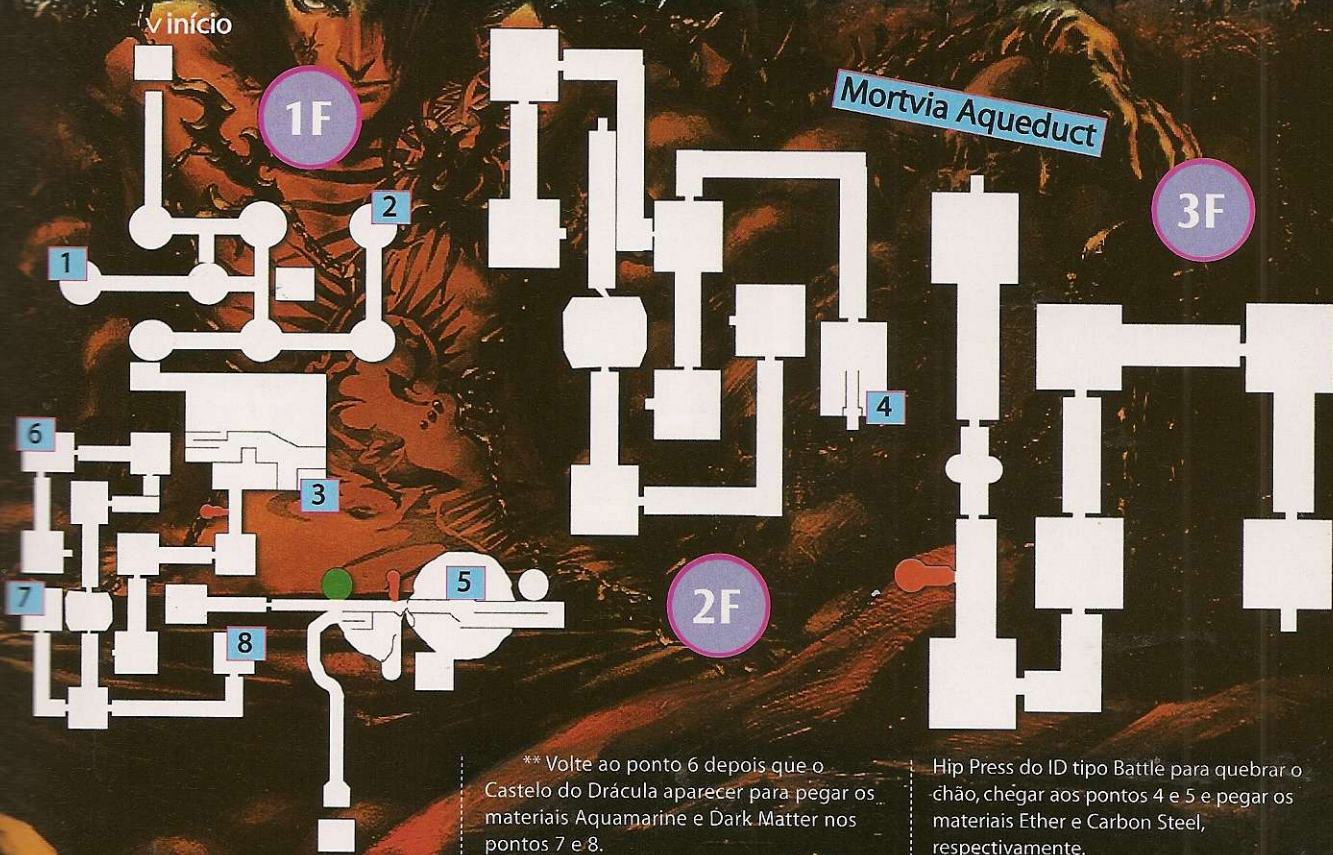 v início
1F
Mortvia Aqueduct
3F
2
1
4
6
3
5
7
2F
8
** Volte ao ponto 6 depois que o
Castelo do Drácula aparecer para pegar os
materiais Aquamarine e Dark Matter nos
pontos 7 e 8.
Hip Press do ID tipo Battle para quebrar o
chão, chegar aos pontos 4 e 5 e pegar os
materiais Ether e Carbon Steel,
respectivamente.